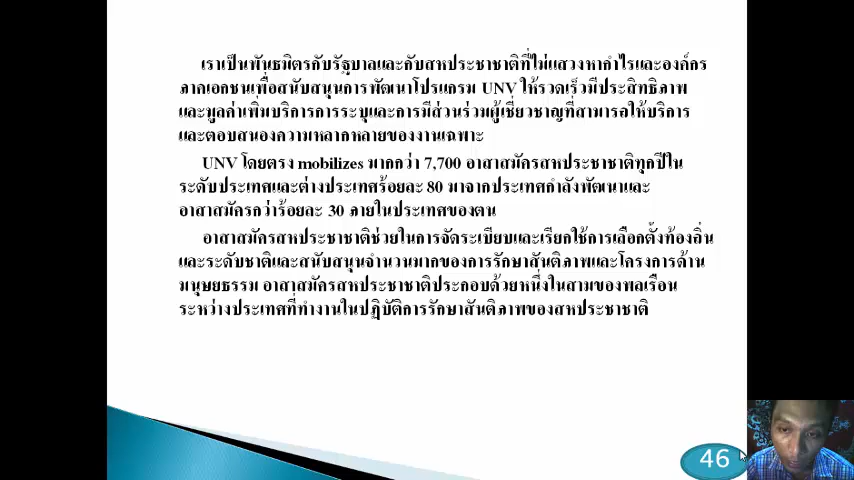 เราเป็นพันธมิตรกับรัฐบาลและกับสหประชาชาติที่ไม่แสวงหากำไรและองค์กร
ภาคเอกชนเพื่อสนับสนุนการพัฒนาโปรแกรม UNV ให้รวดเร็วมีประสิทธิภาพ
และมูลค่าเพิ่มบริการการระบุและการมีส่วนร่วมผู้เชี่ยวชาญที่สามารถให้บริการ
และตอบสนองความหลากหลายของงานเฉพาะ
UNV โดยตรง mobilizes มากกว่า 7,700 อาสาสมัครสหประชาชาติทุกปีใน
ระดับประเทศและต่างประเทศร้อยละ 80 มาจากประเทศกำลังพัฒนาและ
อาสาสมัครกว่าร้อยละ 30 ภายในประเทศของตน
อาสาสมัครสหประชาชาติช่วยในการจัดระเบียบและเรียกใช้การเลือกตั้งท้องถิ่น
และระดับชาติและสนับสนุนจำนวนมากของการรักษาสันติภาพและโครงการด้าน
มนุษยธรรม อาสาสมัครสหประชาชาติประกอบด้วยหนึ่งในสามของพลเรือน
ระหว่างประเทศที่ทำงานในปฏิบัติการรักษาสันติภาพของสหประชาชาติ
46